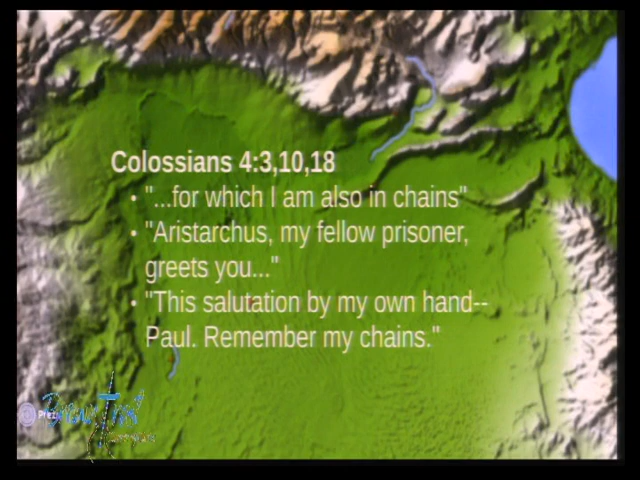 Colossians 4:3,10,18
• "...for which I am also in chains"
• "Aristarchus, my fellow prisoner,
greets you..."
• "This salutation by my own hand--
Paul. Remember my chains."